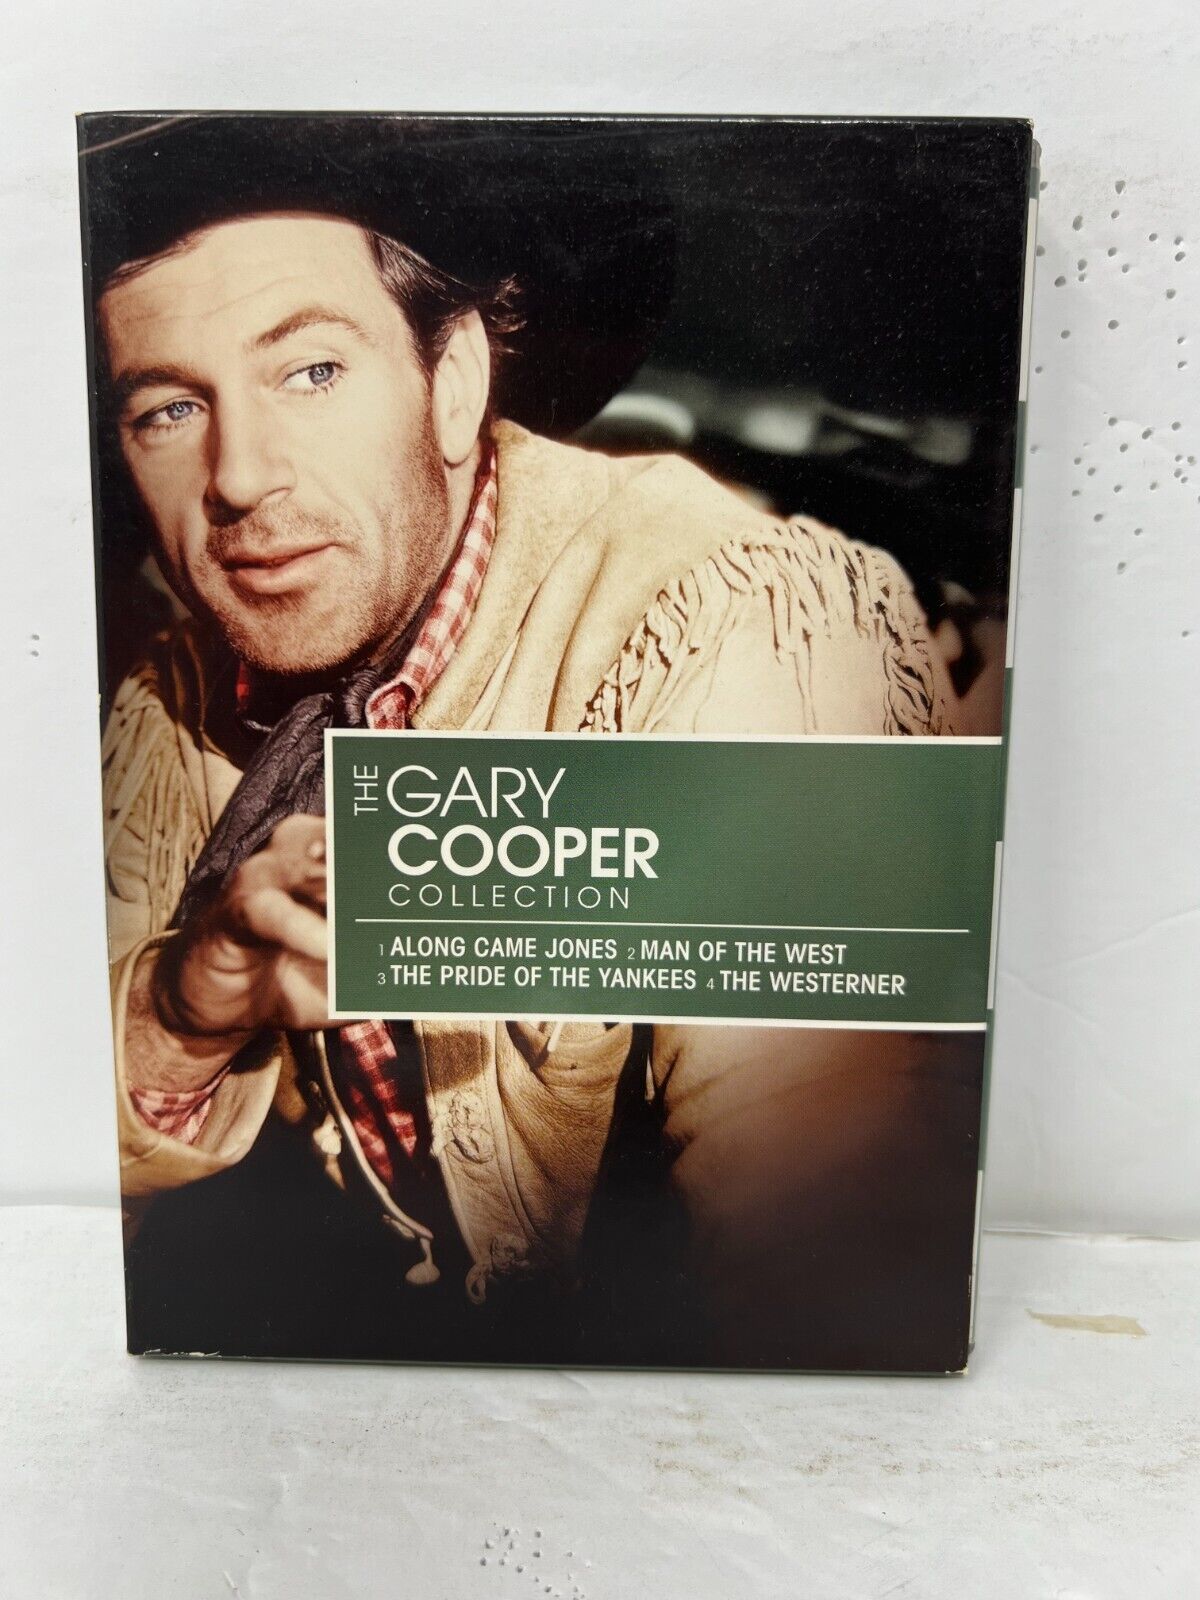 THE GARY
COOPER
COLLECTION
1 ALONG CAME JONES 2 MAN OF THE WEST
3 THE PRIDE OF THE YANKEES 4 THE WESTERNER